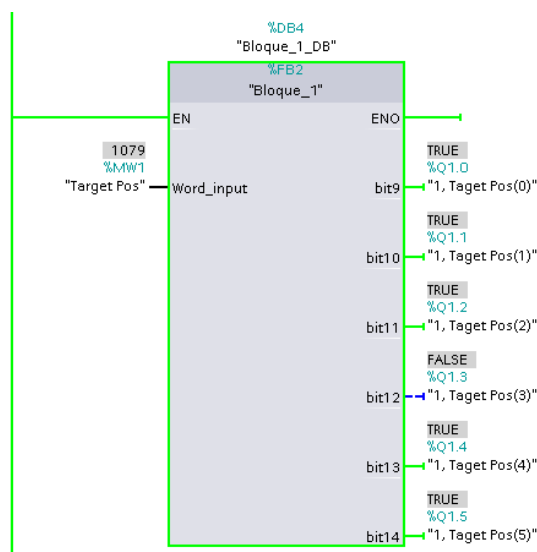 %DB4
"Bloque_1_DB"
%FB2
"Bloque_1"
EN ENO
1079 TRUE
%MW1 %Q1.0
"Target Pos" Word_input bit9 "1, Taget Pos(0)"
TRUE
%Q1.1
bit10 "1, Taget Pos(1)"
TRUE
%Q1.2
bit11 "1, Taget Pos(2)"
FALSE
%Q1.3
bit12 "1, Taget Pos(3)"
TRUE
%Q1.4
bit13 "1, Taget Pos(4)"
TRUE
%Q1.5
bit14 "1, Taget Pos(5)"